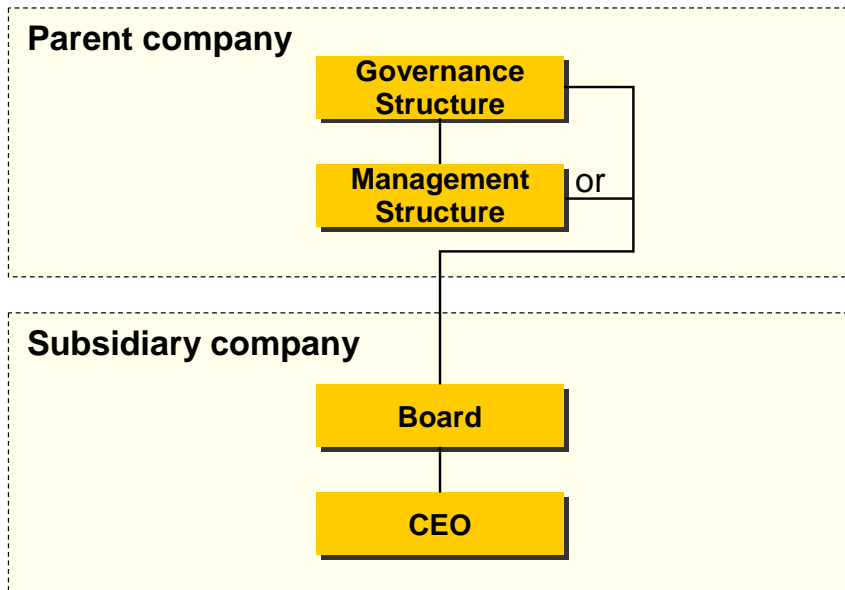 Parent company
Governance
Structure
Management
Structure
or
Subsidiary company
Board
CEO